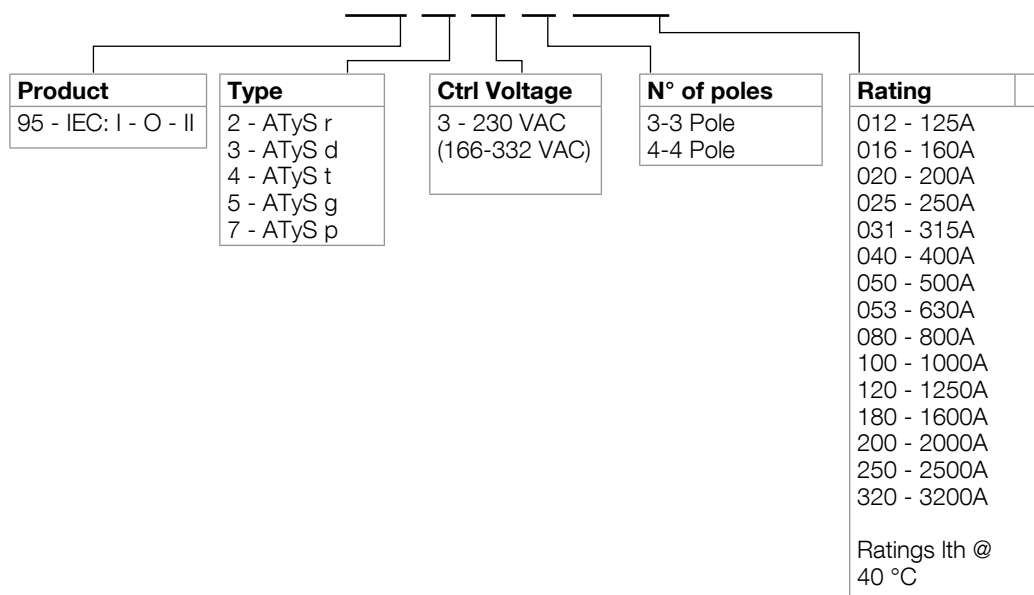 Product
95 - IEC: I - O - II
Type
2 - ATyS r
3 - ATyS d
4 - ATyS t
5 - ATyS g
7 - ATyS p
Ctrl Voltage
3 - 230 VAC
(166-332 VAC)
N° of poles
3-3 Pole
4-4 Pole
Rating
012 - 125A
016 - 160A
020 - 200A
025 - 250A
031 - 315A
040 - 400A
050 - 500A
053 - 630A
080 - 800A
100 - 1000A
120 - 1250A
180 - 1600A
200 - 2000A
250 - 2500A
320 - 3200A
Ratings Ith @
40 °C